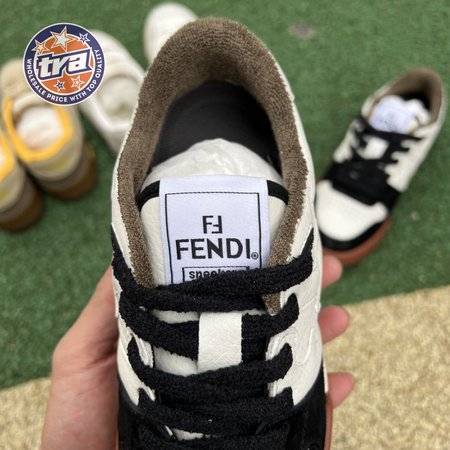 tra
WHOLESALE PRICE WITH TOP QUALITY
FF
FENDI®